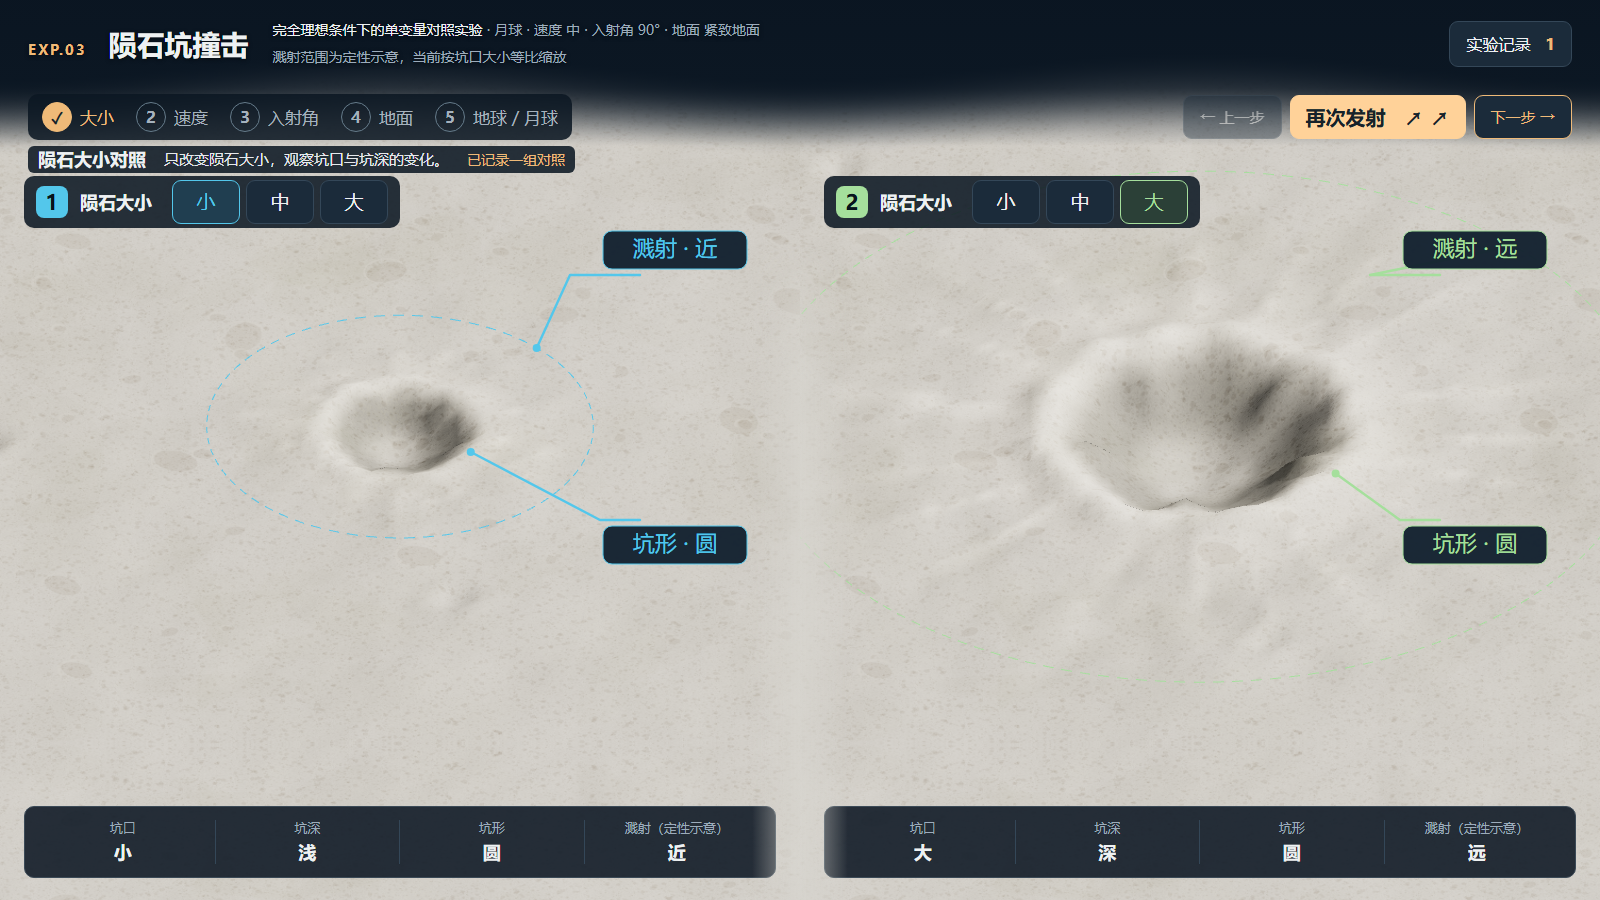 EXP.03 陨石坑撞击
完全理想条件下的单变量对照实验 · 月球 · 速度 中 · 入射角 90° · 地面 紧致地面
溅射范围为定性示意，当前按坑口大小等比缩放
实验记录 1
✓ 大小 2 速度 3 入射角 4 地面 5 地球 / 月球
← 上一步 再次发射 ↗ ↗ 下一步 →
陨石大小对照 只改变陨石大小，观察坑口与坑深的变化。 已记录一组对照
1 陨石大小 小 中 大
2 陨石大小 小 中 大
溅射 · 近
溅射 · 远
坑形 · 圆
坑形 · 圆
坑口 坑深 坑形 溅射（定性示意）
小 浅 圆 近
坑口 坑深 坑形 溅射（定性示意）
大 深 圆 远